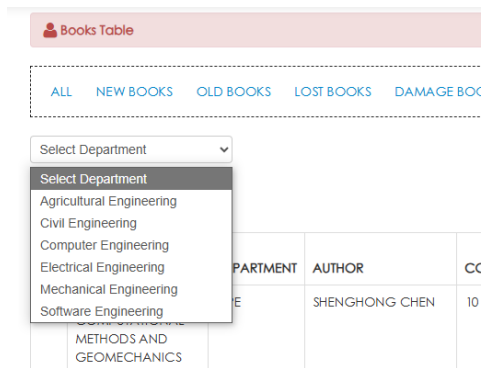 Books Table
ALL NEW BOOKS OLD BOOKS LOST BOOKS DAMAGE BOO
Select Department
Select Department
Agricultural Engineering
Civil Engineering
Computer Engineering
Electrical Engineering
Mechanical Engineering
Software Engineering
PARTMENT AUTHOR CO
SHENGHONG CHEN 10
METHODS AND
GEOMECHANICS